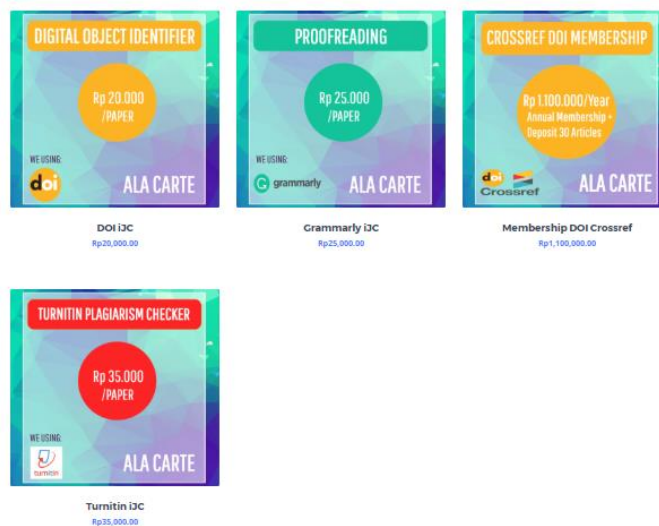 DIGITAL OBJECT IDENTIFIER
Rp 20.000
/PAPER
WE USING:
doi
ALA CARTE
DOI iJC
Rp20,000.00
PROOFREADING
Rp 25.000
/PAPER
WE USING:
G grammarly
ALA CARTE
Grammarly iJC
Rp25,000.00
CROSSREF DOI MEMBERSHIP
Rp 1.100.000/Year
Annual Membership +
Deposit 30 Articles
doi
Crossref
ALA CARTE
Membership DOI Crossref
Rp1,100,000.00
TURNITIN PLAGIARISM CHECKER
Rp 35.000
/PAPER
WE USING:
turnitin
ALA CARTE
Turnitin iJC
Rp35,000.00